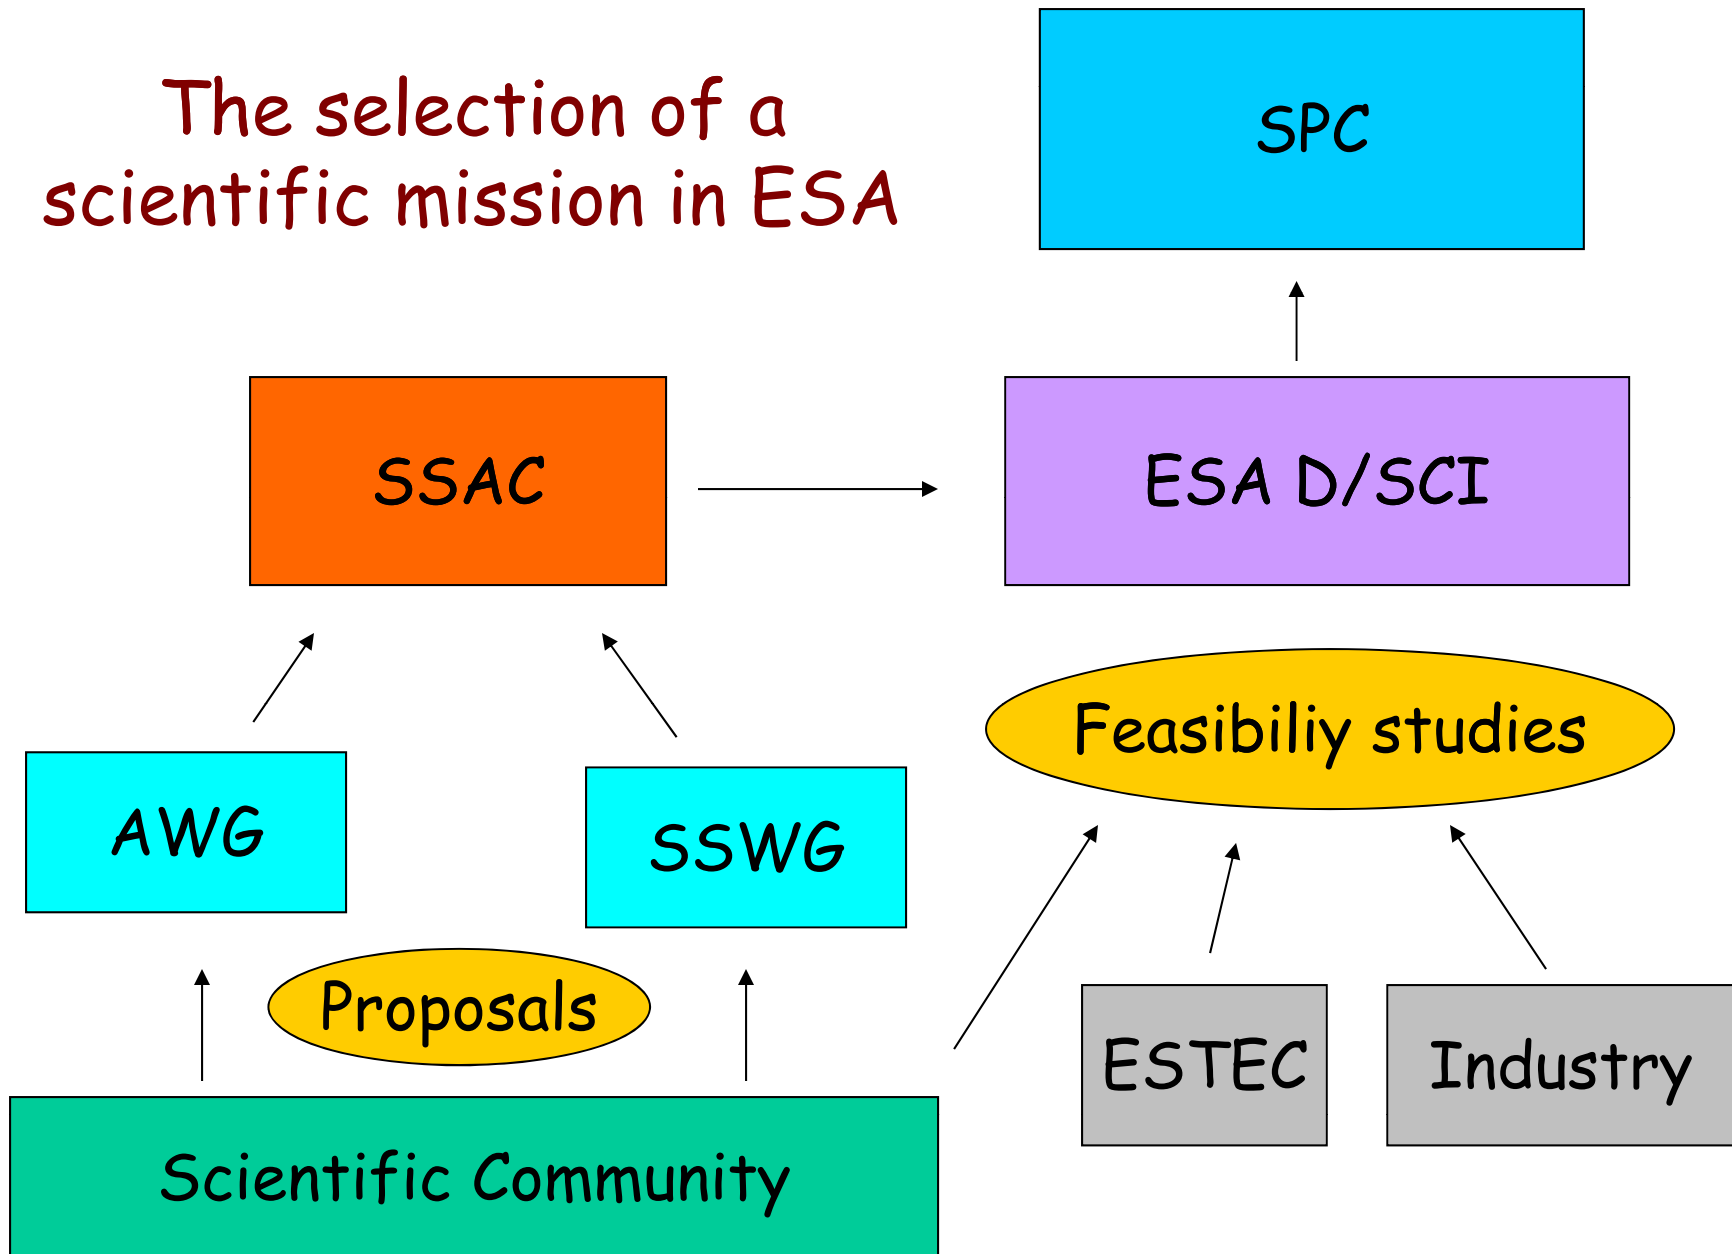 The selection of a
scientific mission in ESA
SPC
SSAC
ESA D/SCI
Feasibiliy studies
AWG
SSWG
Proposals
ESTEC
Industry
Scientific Community